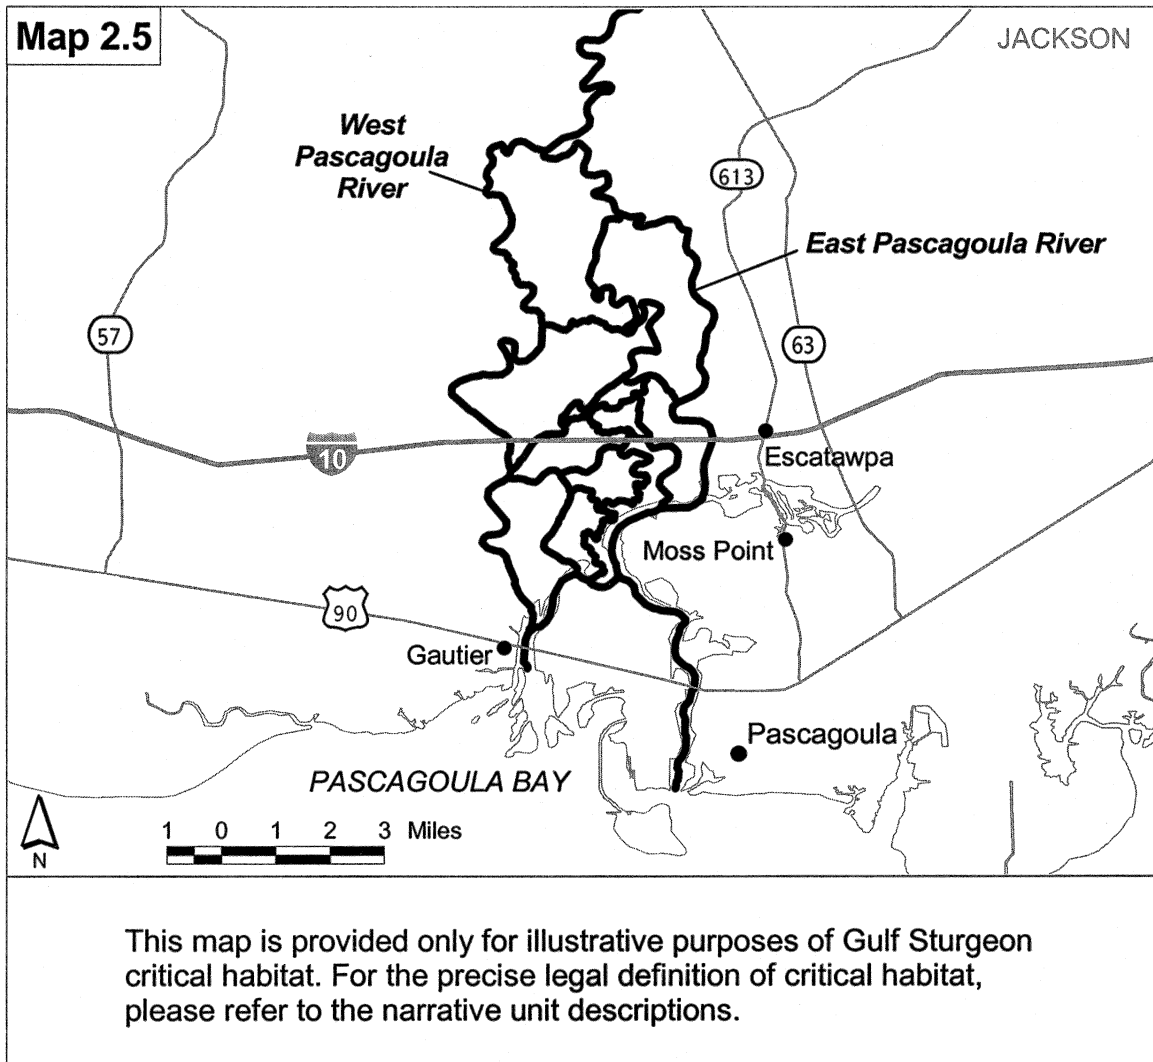 Map 2.5
JACKSON
West
Pascagoula
River
613
East Pascagoula River
57
63
10
Escatawpa
Moss Point
90
Gautier
Pascagoula
PASCAGOULA BAY
1 0 1 2 3 Miles
N
This map is provided only for illustrative purposes of Gulf Sturgeon
critical habitat. For the precise legal definition of critical habitat,
please refer to the narrative unit descriptions.